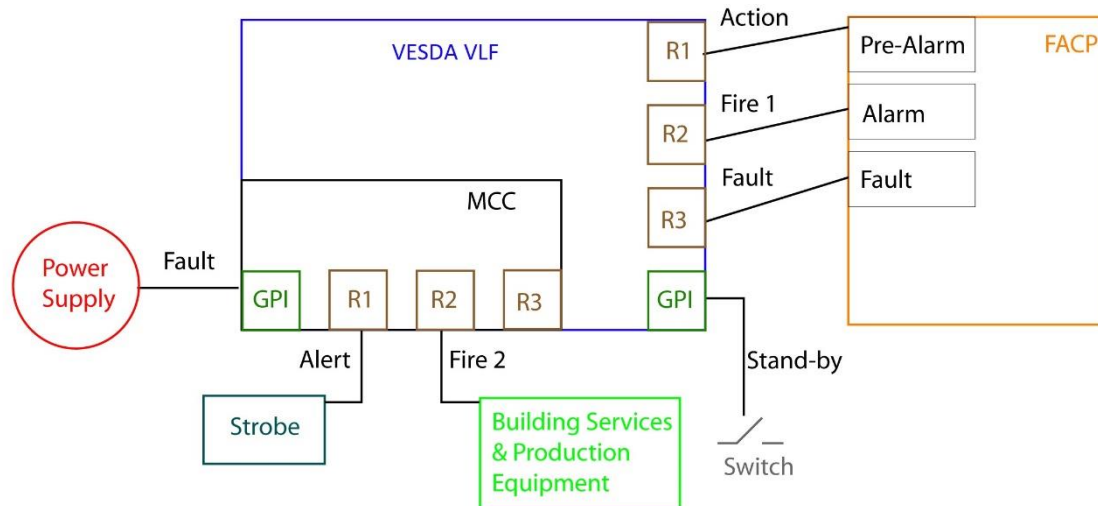 Action
VESDA VLF
R1
Pre-Alarm
FACP
Fire 1
R2
Alarm
Fault
R3
Fault
MCC
Power
Supply
Fault
GPI
R1
R2
R3
GPI
Alert
Fire 2
Stand-by
Strobe
Building Services
& Production
Equipment
Switch